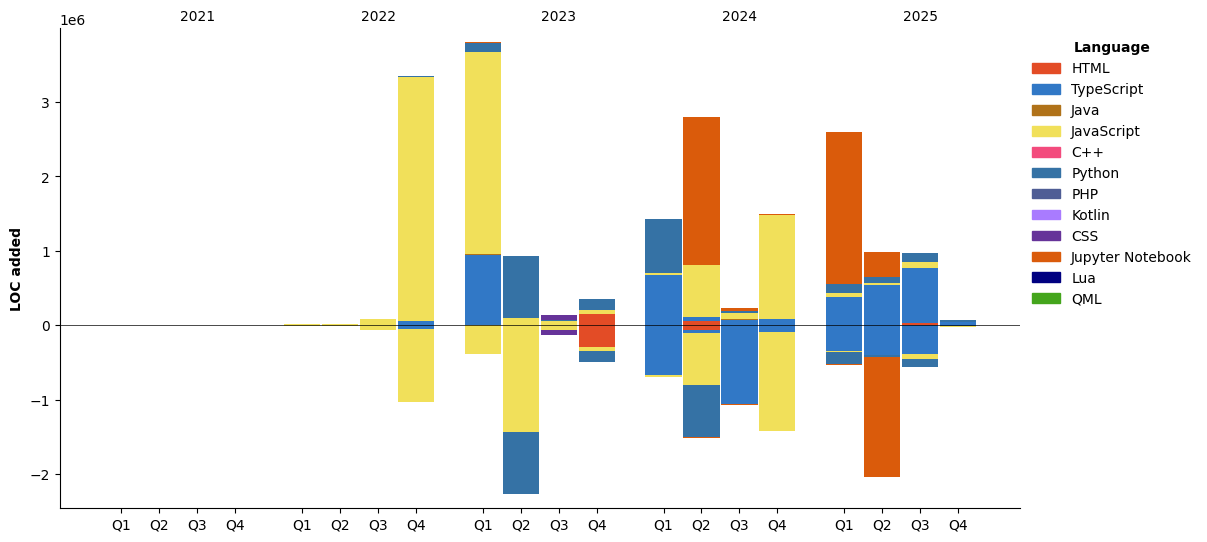 2021 2022 2023 2024 2025
1e6
LOC added
3
2
1
0
−1
−2
Q1 Q2 Q3 Q4 Q1 Q2 Q3 Q4 Q1 Q2 Q3 Q4 Q1 Q2 Q3 Q4 Q1 Q2 Q3 Q4
Language
HTML
TypeScript
Java
JavaScript
C++
Python
PHP
Kotlin
CSS
Jupyter Notebook
Lua
QML